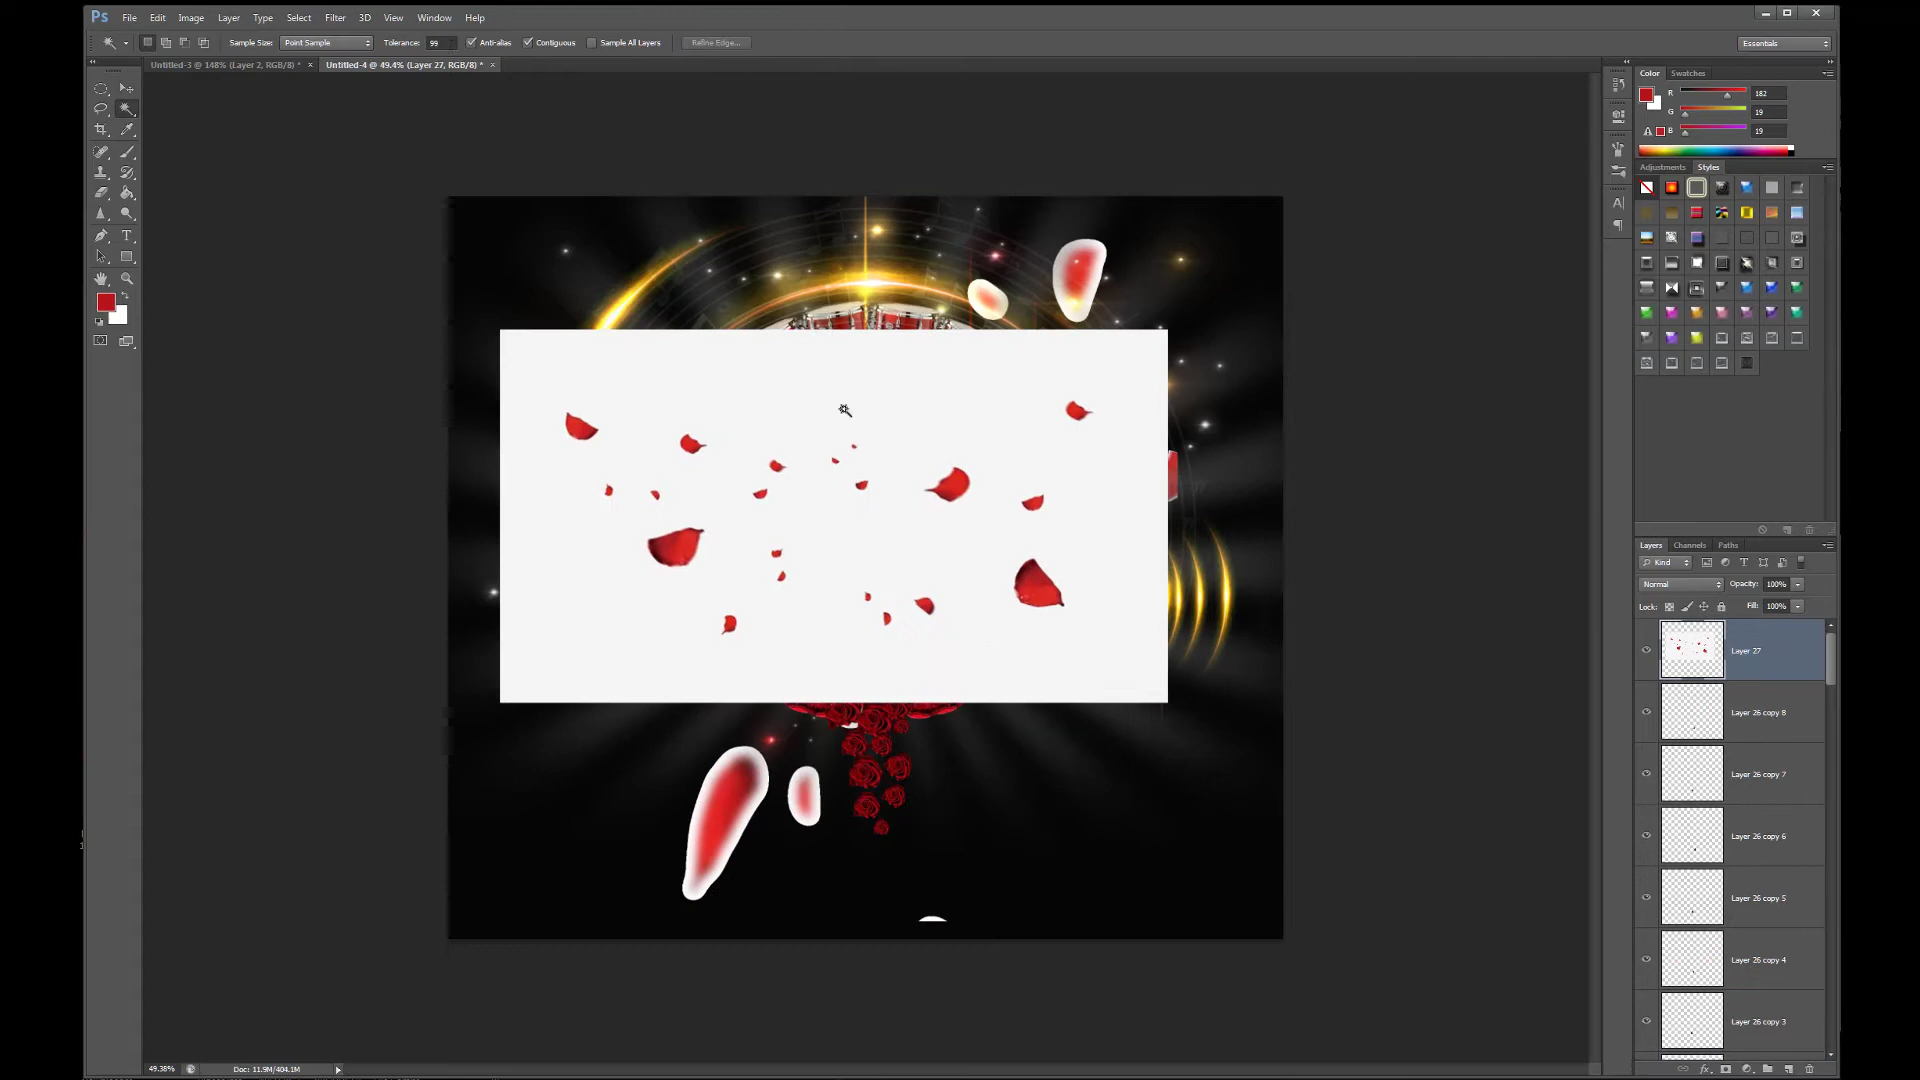 Ps File Edit Image Layer Type Select Filter 3D View Window Help
Sample Size: Point Sample Tolerance: 99 Anti-alias Contiguous Sample All Layers Refine Edge... Essentials
Untitled-3 @ 148% (Layer 2, RGB/8) * × Untitled-4 @ 49.4% (Layer 27, RGB/8) * ×
Color Swatches
R 182
G 19
B 19
Adjustments Styles
Layers Channels Paths
Kind
Normal Opacity: 100%
Lock: Fill: 100%
Layer 27
Layer 26 copy 8
Layer 26 copy 7
Layer 26 copy 6
Layer 26 copy 5
Layer 26 copy 4
Layer 26 copy 3
49.38% Doc: 11.9M/404.1M